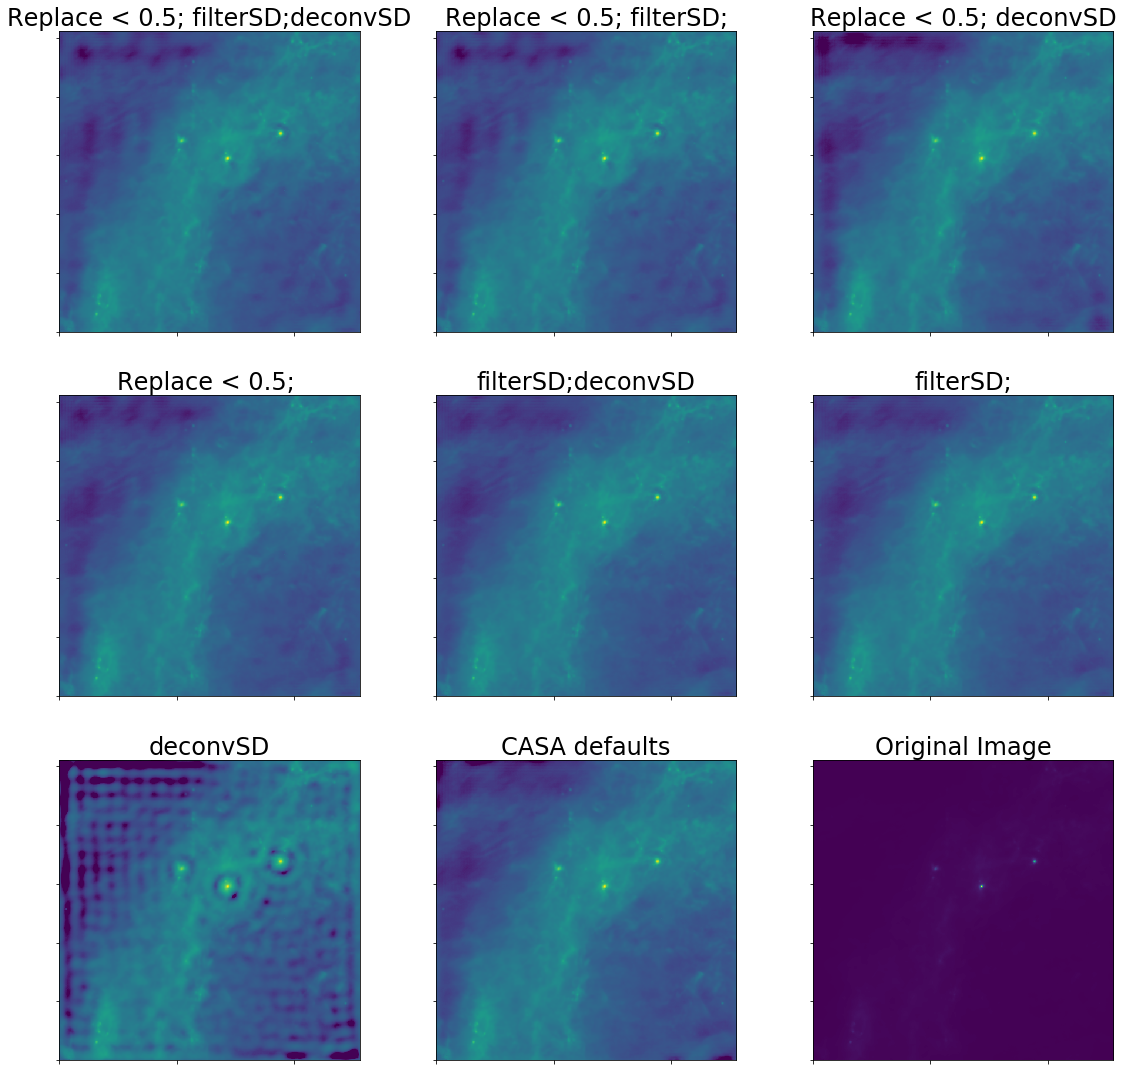 Replace < 0.5; filterSD;deconvSD
Replace < 0.5; filterSD;
Replace < 0.5; deconvSD
Replace < 0.5;
filterSD;deconvSD
filterSD;
deconvSD
CASA defaults
Original Image